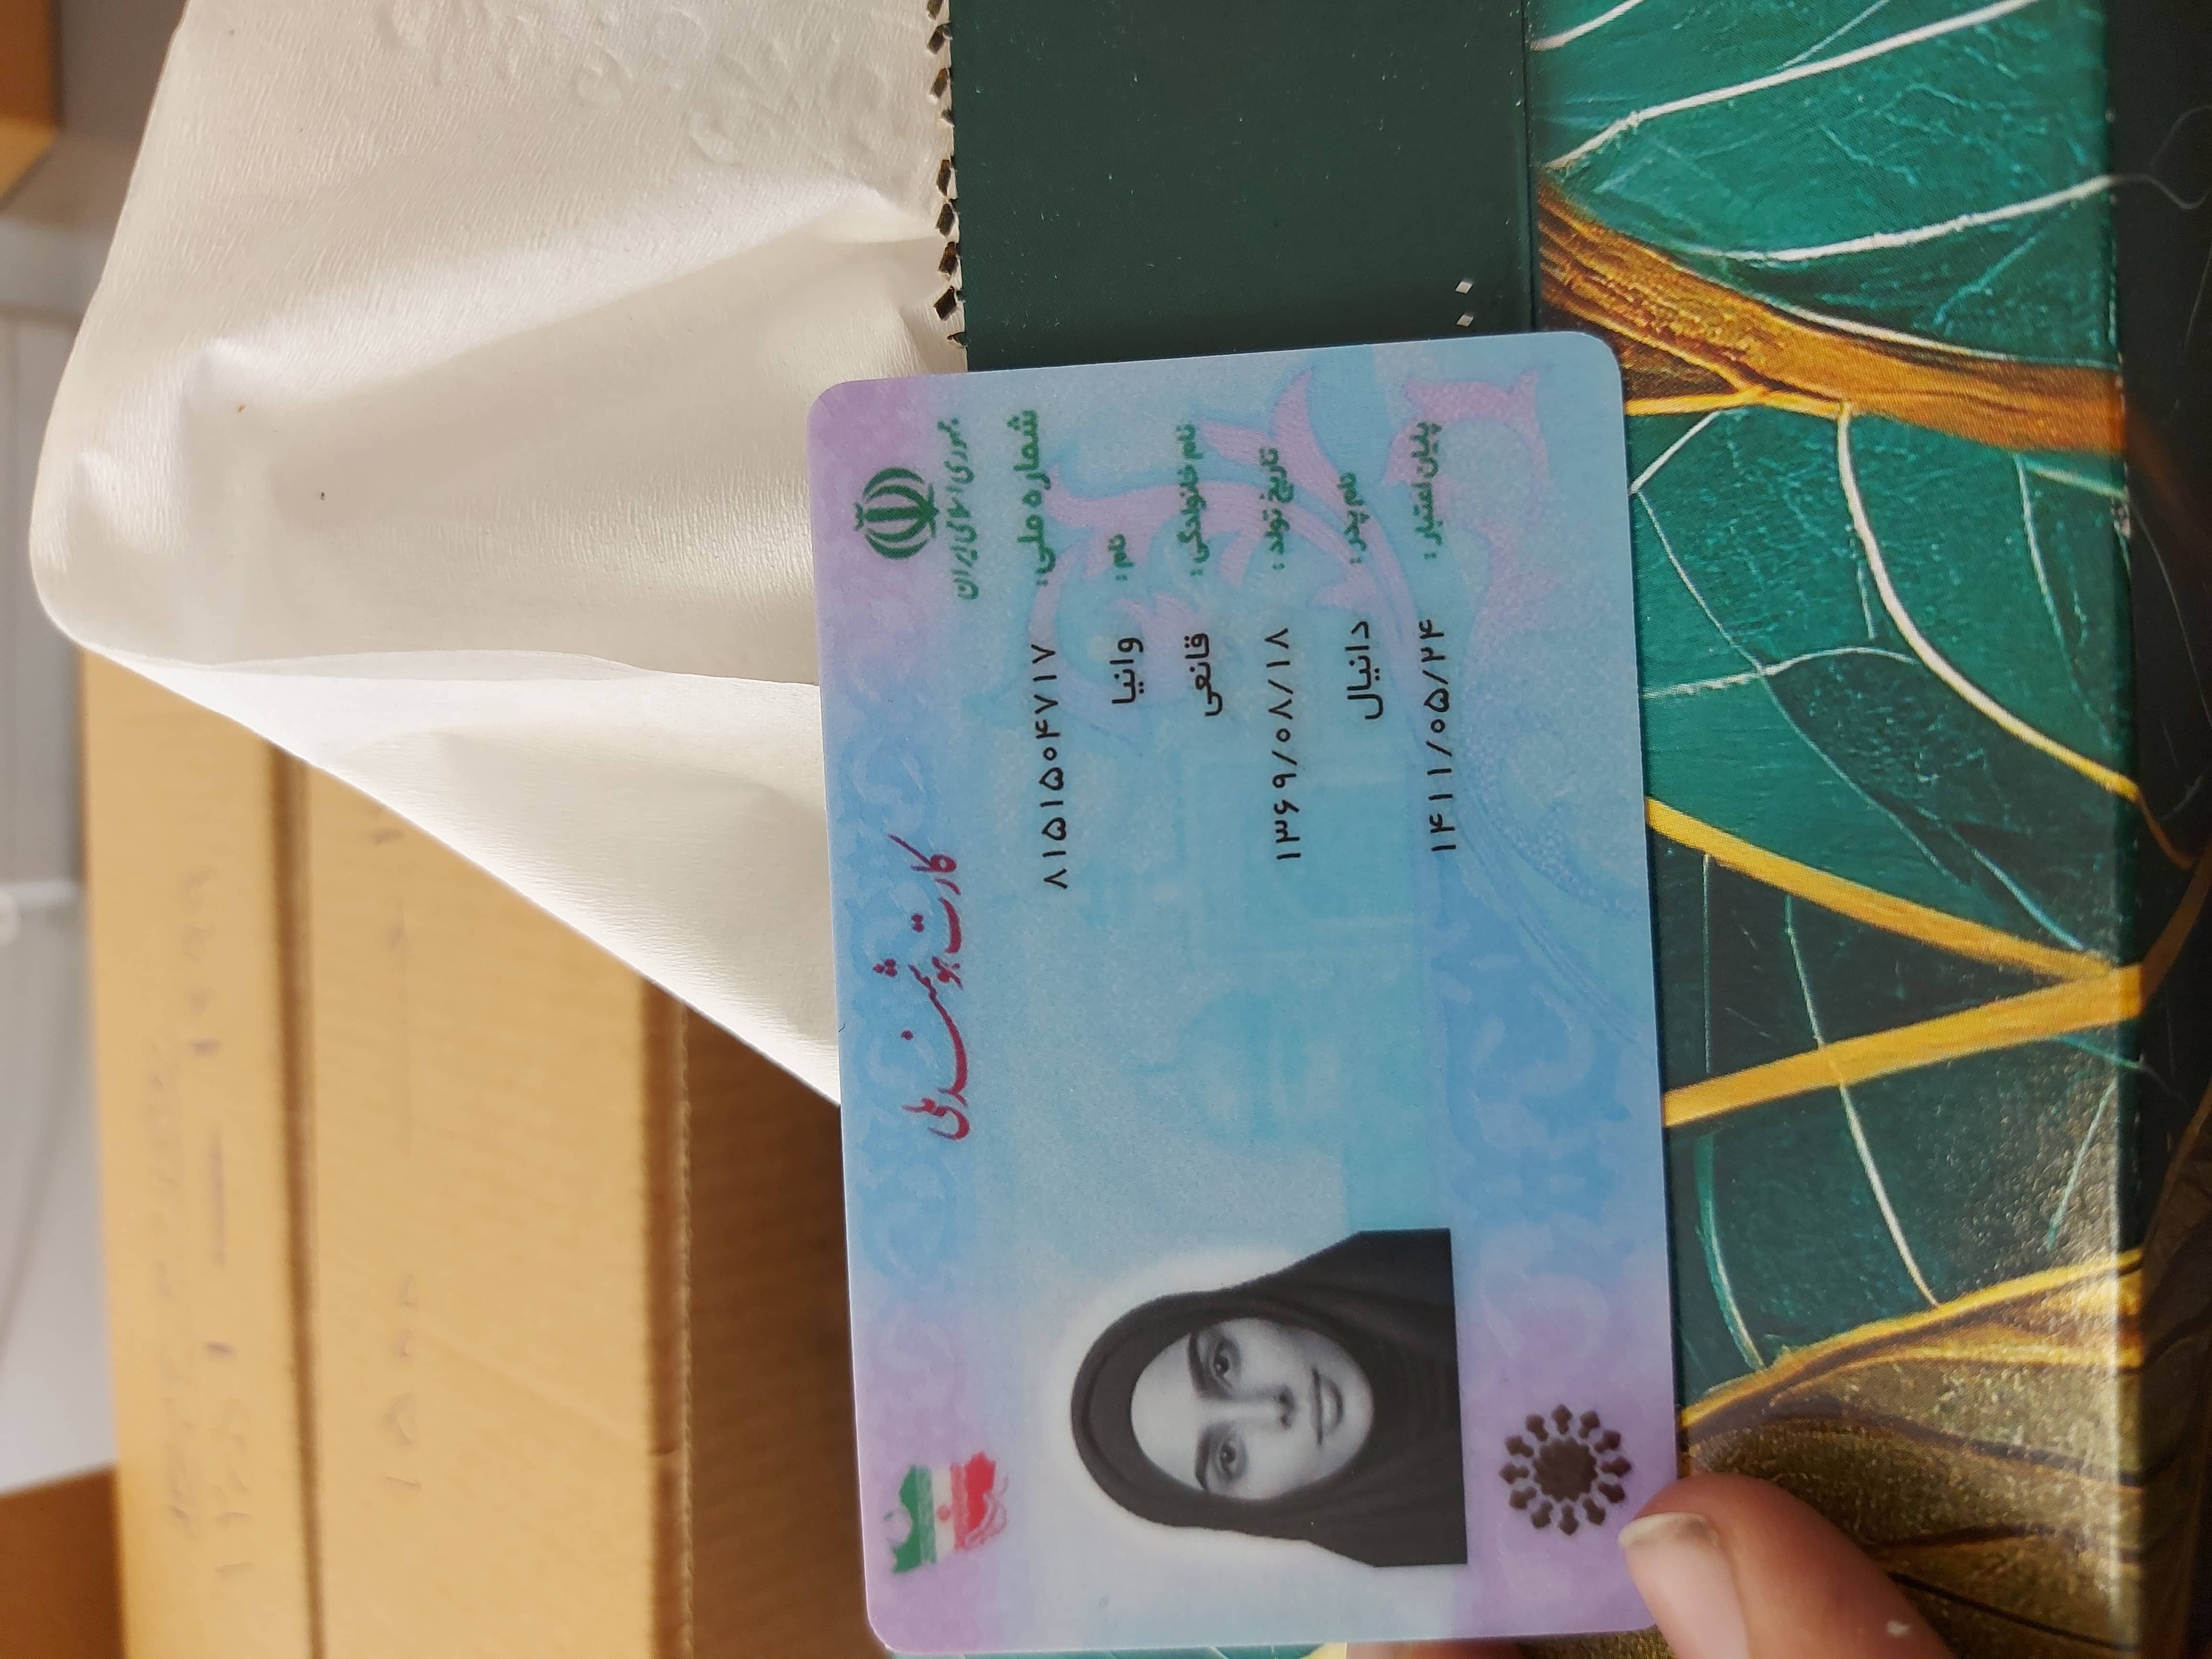 جمهوری اسلامی ایران
کارت هوشمند ملی
شماره ملی: ۸۱۵۱۵۰۴۷۱۷
نام: وانیا
نام خانوادگی: قانعی
تاریخ تولد: ۱۳۶۹/۰۸/۱۸
نام پدر: دانیال
پایان اعتبار: ۱۴۱۱/۰۵/۲۴